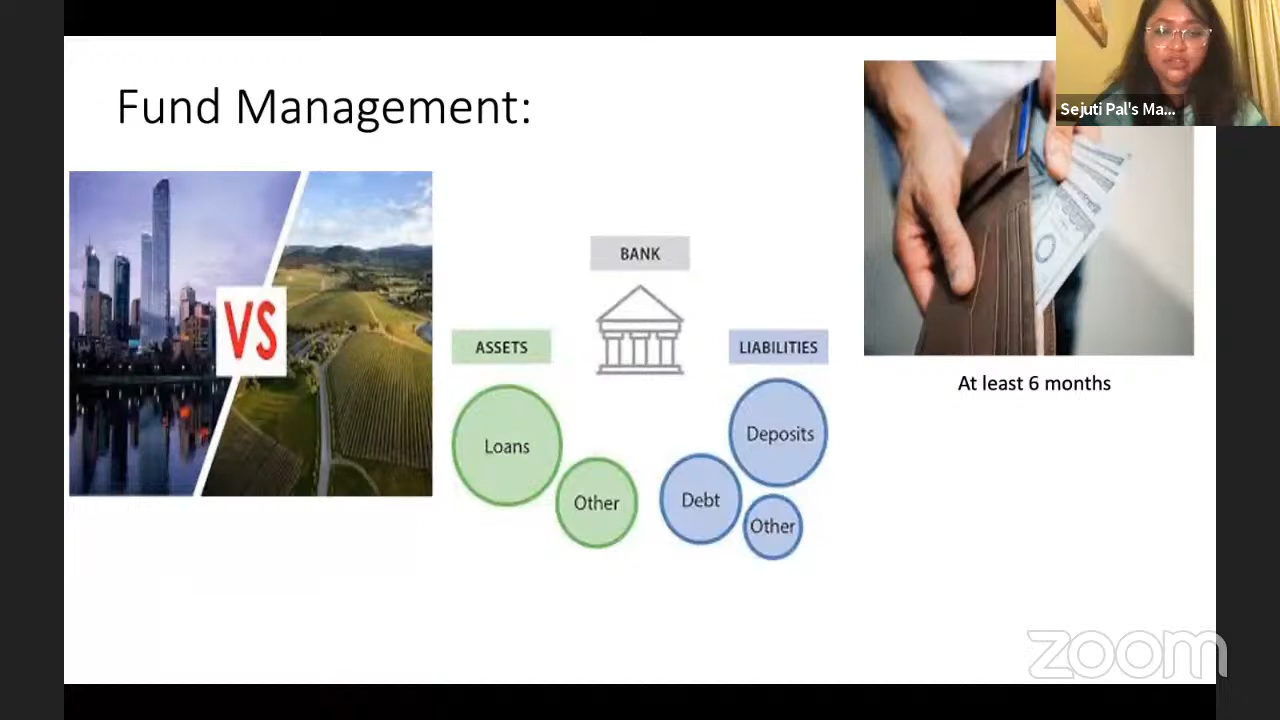 Fund Management:
Sejuti Pal's Ma...
VS
BANK
ASSETS
LIABILITIES
Loans
Other
Deposits
Debt
Other
At least 6 months
zoom